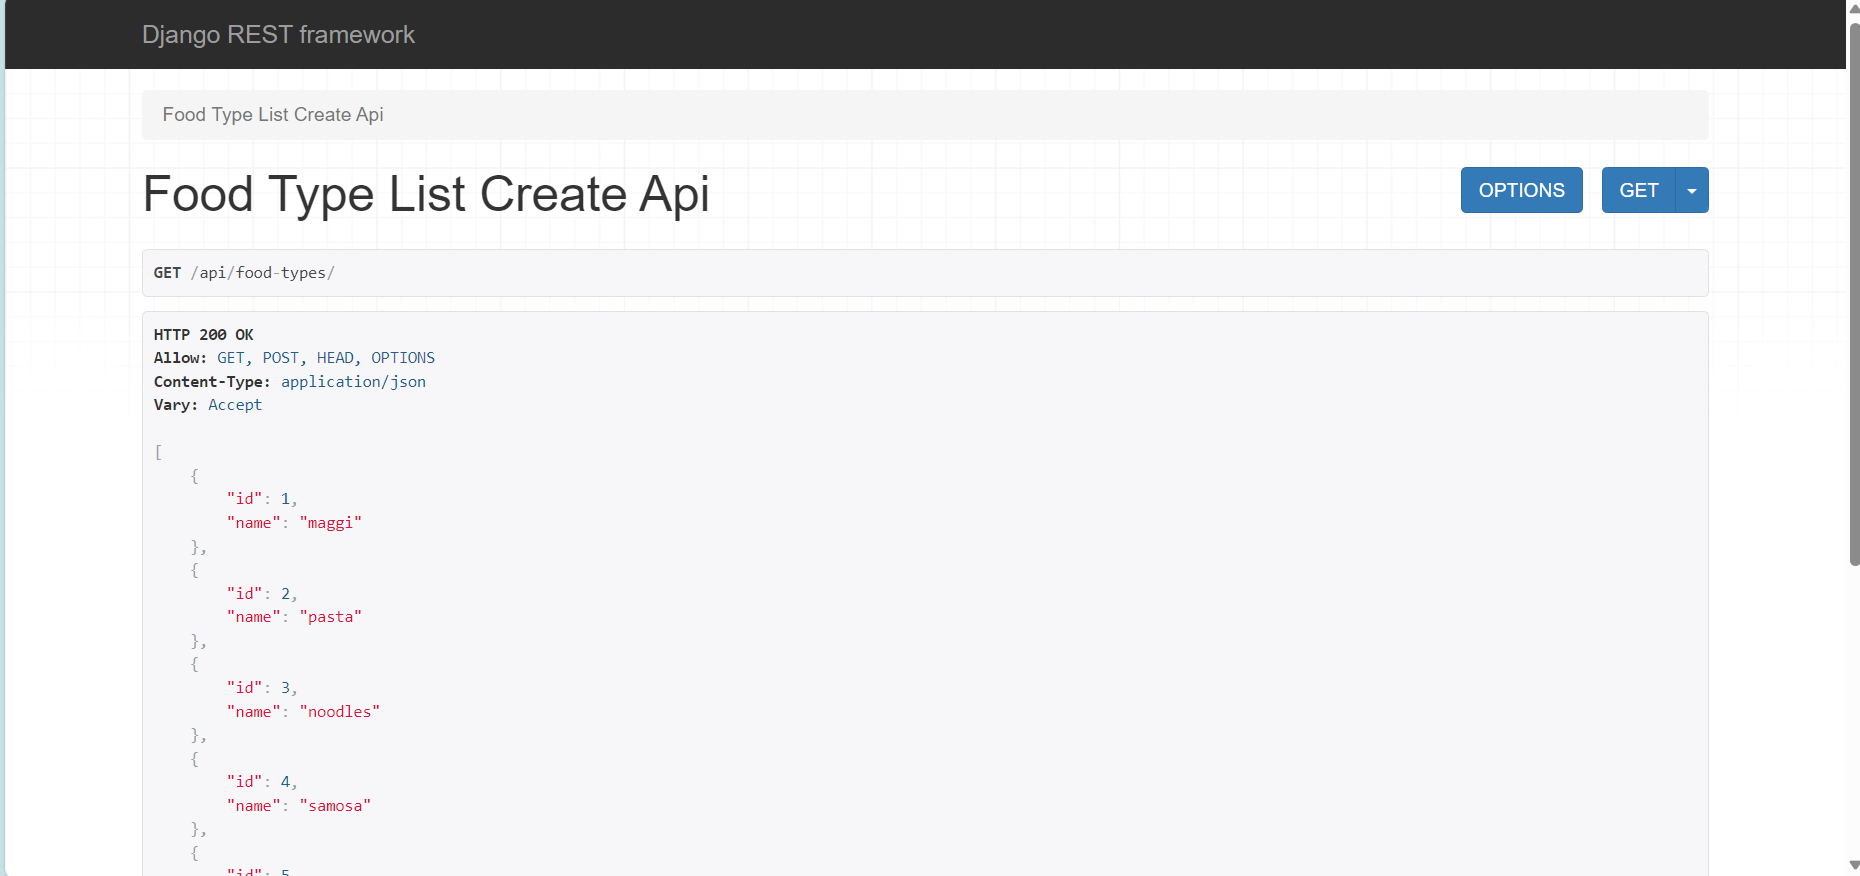 Django REST framework
Food Type List Create Api
Food Type List Create Api
OPTIONS
GET
GET /api/food-types/
HTTP 200 OK
Allow: GET, POST, HEAD, OPTIONS
Content-Type: application/json
Vary: Accept
[
    {
        "id": 1,
        "name": "maggi"
    },
    {
        "id": 2,
        "name": "pasta"
    },
    {
        "id": 3,
        "name": "noodles"
    },
    {
        "id": 4,
        "name": "samosa"
    },
    {
        "id": 5